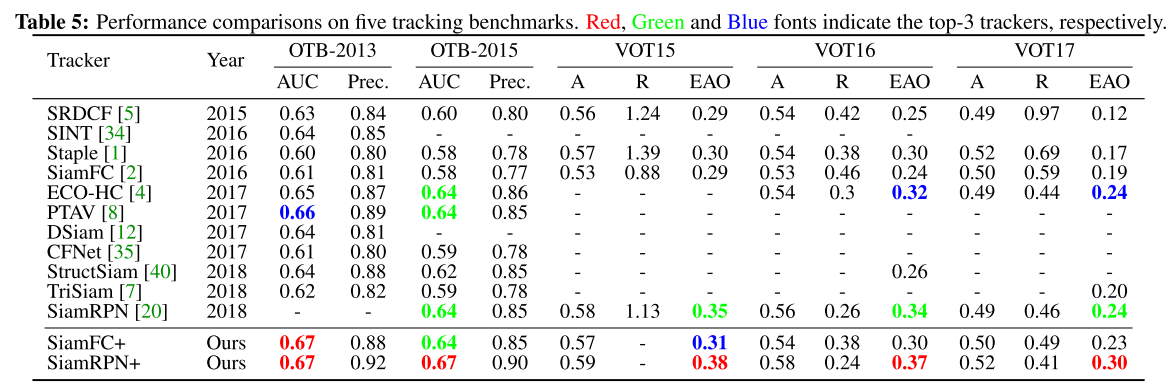 Table 5: Performance comparisons on five tracking benchmarks. Red, Green and Blue fonts indicate the top-3 trackers, respectively.
Tracker Year OTB-2013 OTB-2015 VOT15 VOT16 VOT17
AUC Prec. AUC Prec. A R EAO A R EAO A R EAO
SRDCF [5] 2015 0.63 0.84 0.60 0.80 0.56 1.24 0.29 0.54 0.42 0.25 0.49 0.97 0.12
SINT [34] 2016 0.64 0.85 - - - - - - - - - - -
Staple [1] 2016 0.60 0.80 0.58 0.78 0.57 1.39 0.30 0.54 0.38 0.30 0.52 0.69 0.17
SiamFC [2] 2016 0.61 0.81 0.58 0.77 0.53 0.88 0.29 0.53 0.46 0.24 0.50 0.59 0.19
ECO-HC [4] 2017 0.65 0.87 0.64 0.86 - - - 0.54 0.3 0.32 0.49 0.44 0.24
PTAV [8] 2017 0.66 0.89 0.64 0.85 - - - - - - - - -
DSiam [12] 2017 0.64 0.81 - - - - - - - - - - -
CFNet [35] 2017 0.61 0.80 0.59 0.78 - - - - - - - - -
StructSiam [40] 2018 0.64 0.88 0.62 0.85 - - - - - 0.26 - - -
TriSiam [7] 2018 0.62 0.82 0.59 0.78 - - - - - - - - 0.20
SiamRPN [20] 2018 - - 0.64 0.85 0.58 1.13 0.35 0.56 0.26 0.34 0.49 0.46 0.24
SiamFC+ Ours 0.67 0.88 0.64 0.85 0.57 - 0.31 0.54 0.38 0.30 0.50 0.49 0.23
SiamRPN+ Ours 0.67 0.92 0.67 0.90 0.59 - 0.38 0.58 0.24 0.37 0.52 0.41 0.30